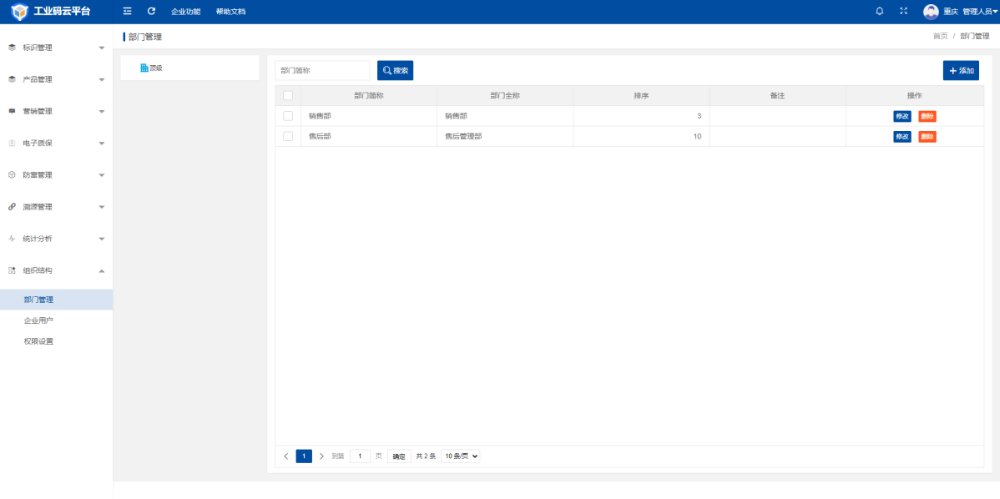 工业码云平台
企业功能 帮助文档
重庆 管理人员
标识管理
产品管理
营销管理
电子质保
防窜管理
溯源管理
统计分析
组织结构
部门管理
企业用户
权限设置
部门管理
首页 / 部门管理
顶级
部门简称 搜索 添加
部门简称 部门全称 排序 备注 操作
销售部 销售部 3 修改 删除
售后部 售后管理部 10 修改 删除
1 到第 1 页 确定 共 2 条 10 条/页